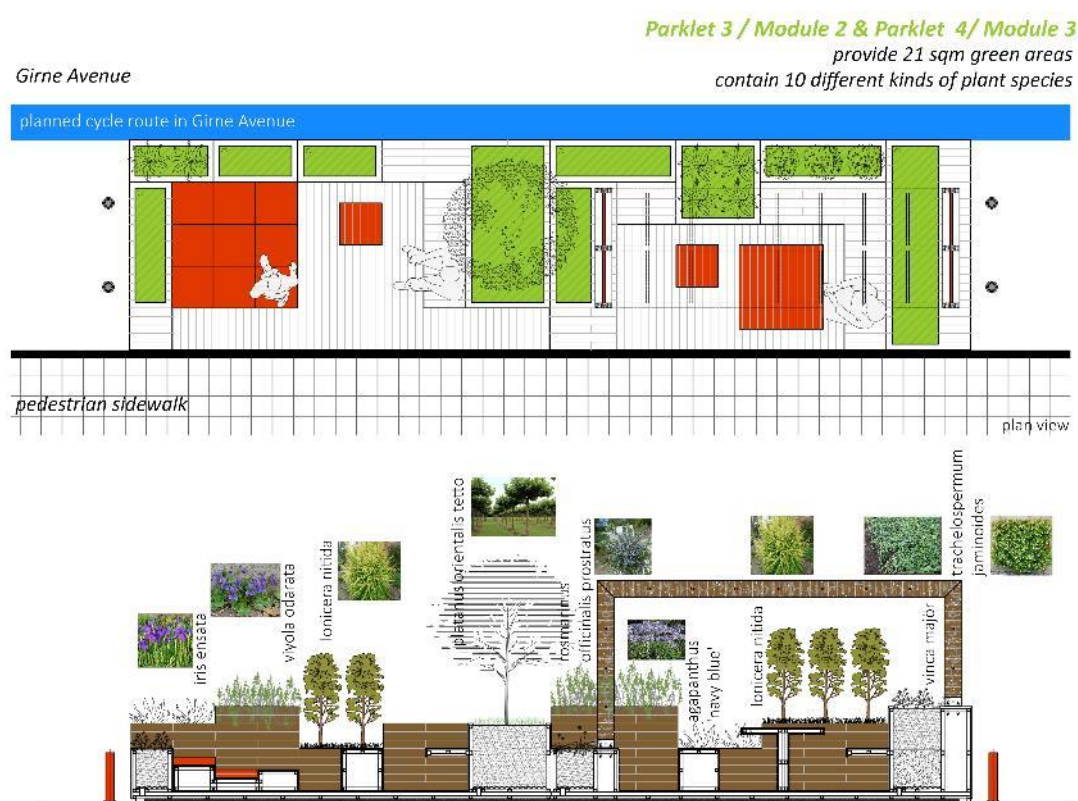 Parklet 3 / Module 2 & Parklet 4/ Module 3
provide 21 sqm green areas
contain 10 different kinds of plant species
Girne Avenue
planned cycle route in Girne Avenue
pedestrian sidewalk
plan view
iris ensata
viyola odarata
lonicera nitida
platanus orientalis tetto
rosmarinus
officinalis prostratus
agapanthus
'navy blue'
lonicera nitida
vinca major
trachelospermum
jaminoides